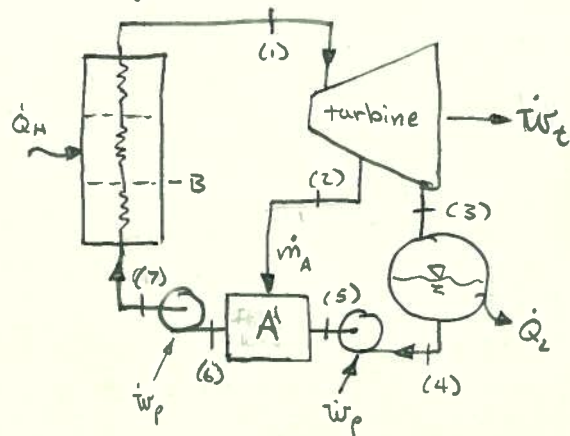 (1)
Q̇H
turbine
Ẇt
(2)
B
(3)
ṁA
(7)
A
(5)
Q̇L
(6)
(4)
Ẇp
Ẇp